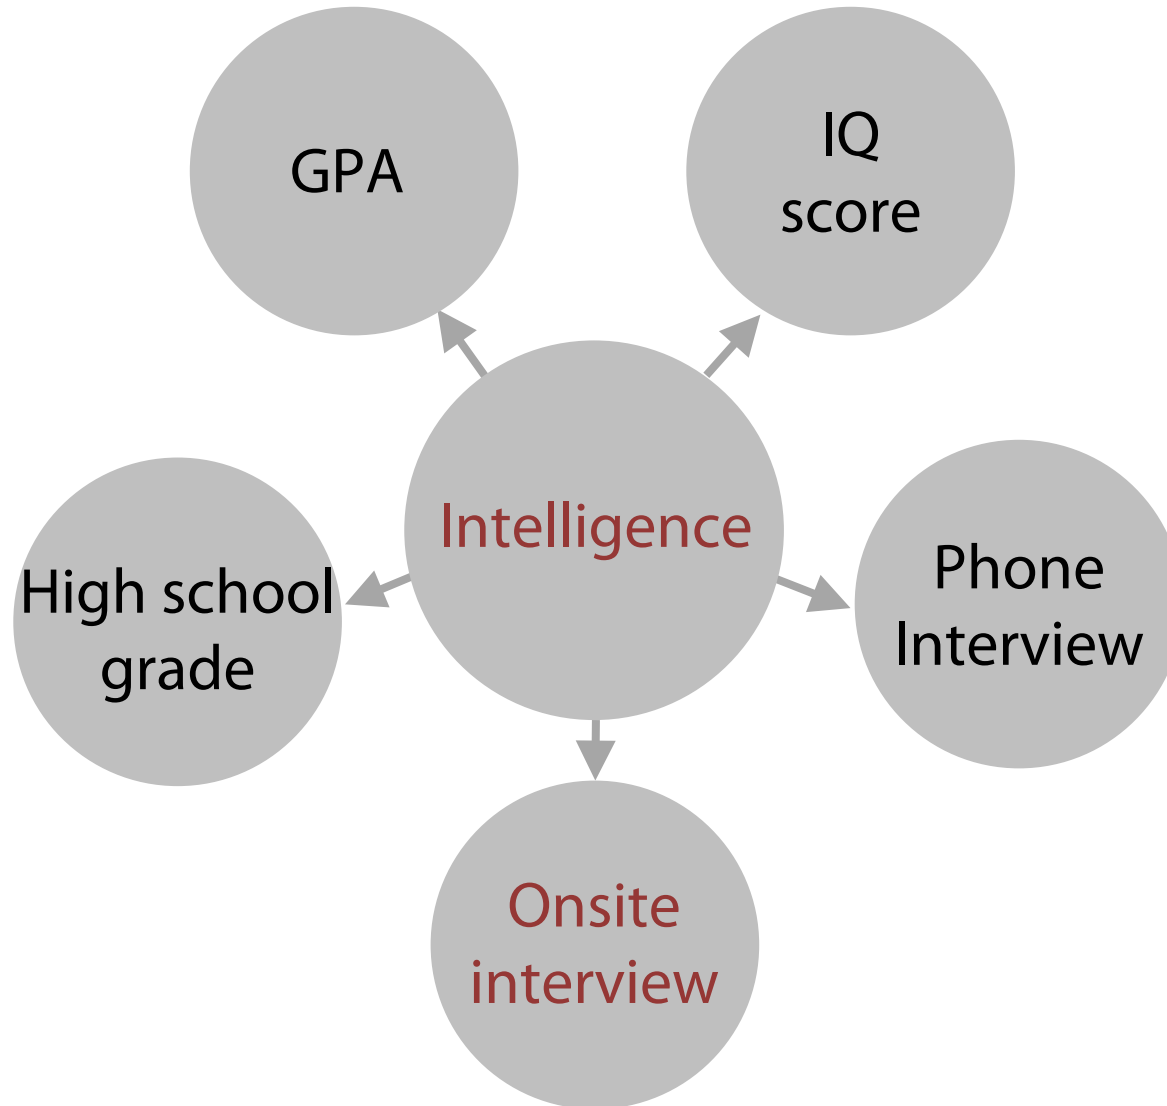 GPA
IQ
score
Intelligence
High school
grade
Phone
Interview
Onsite
interview